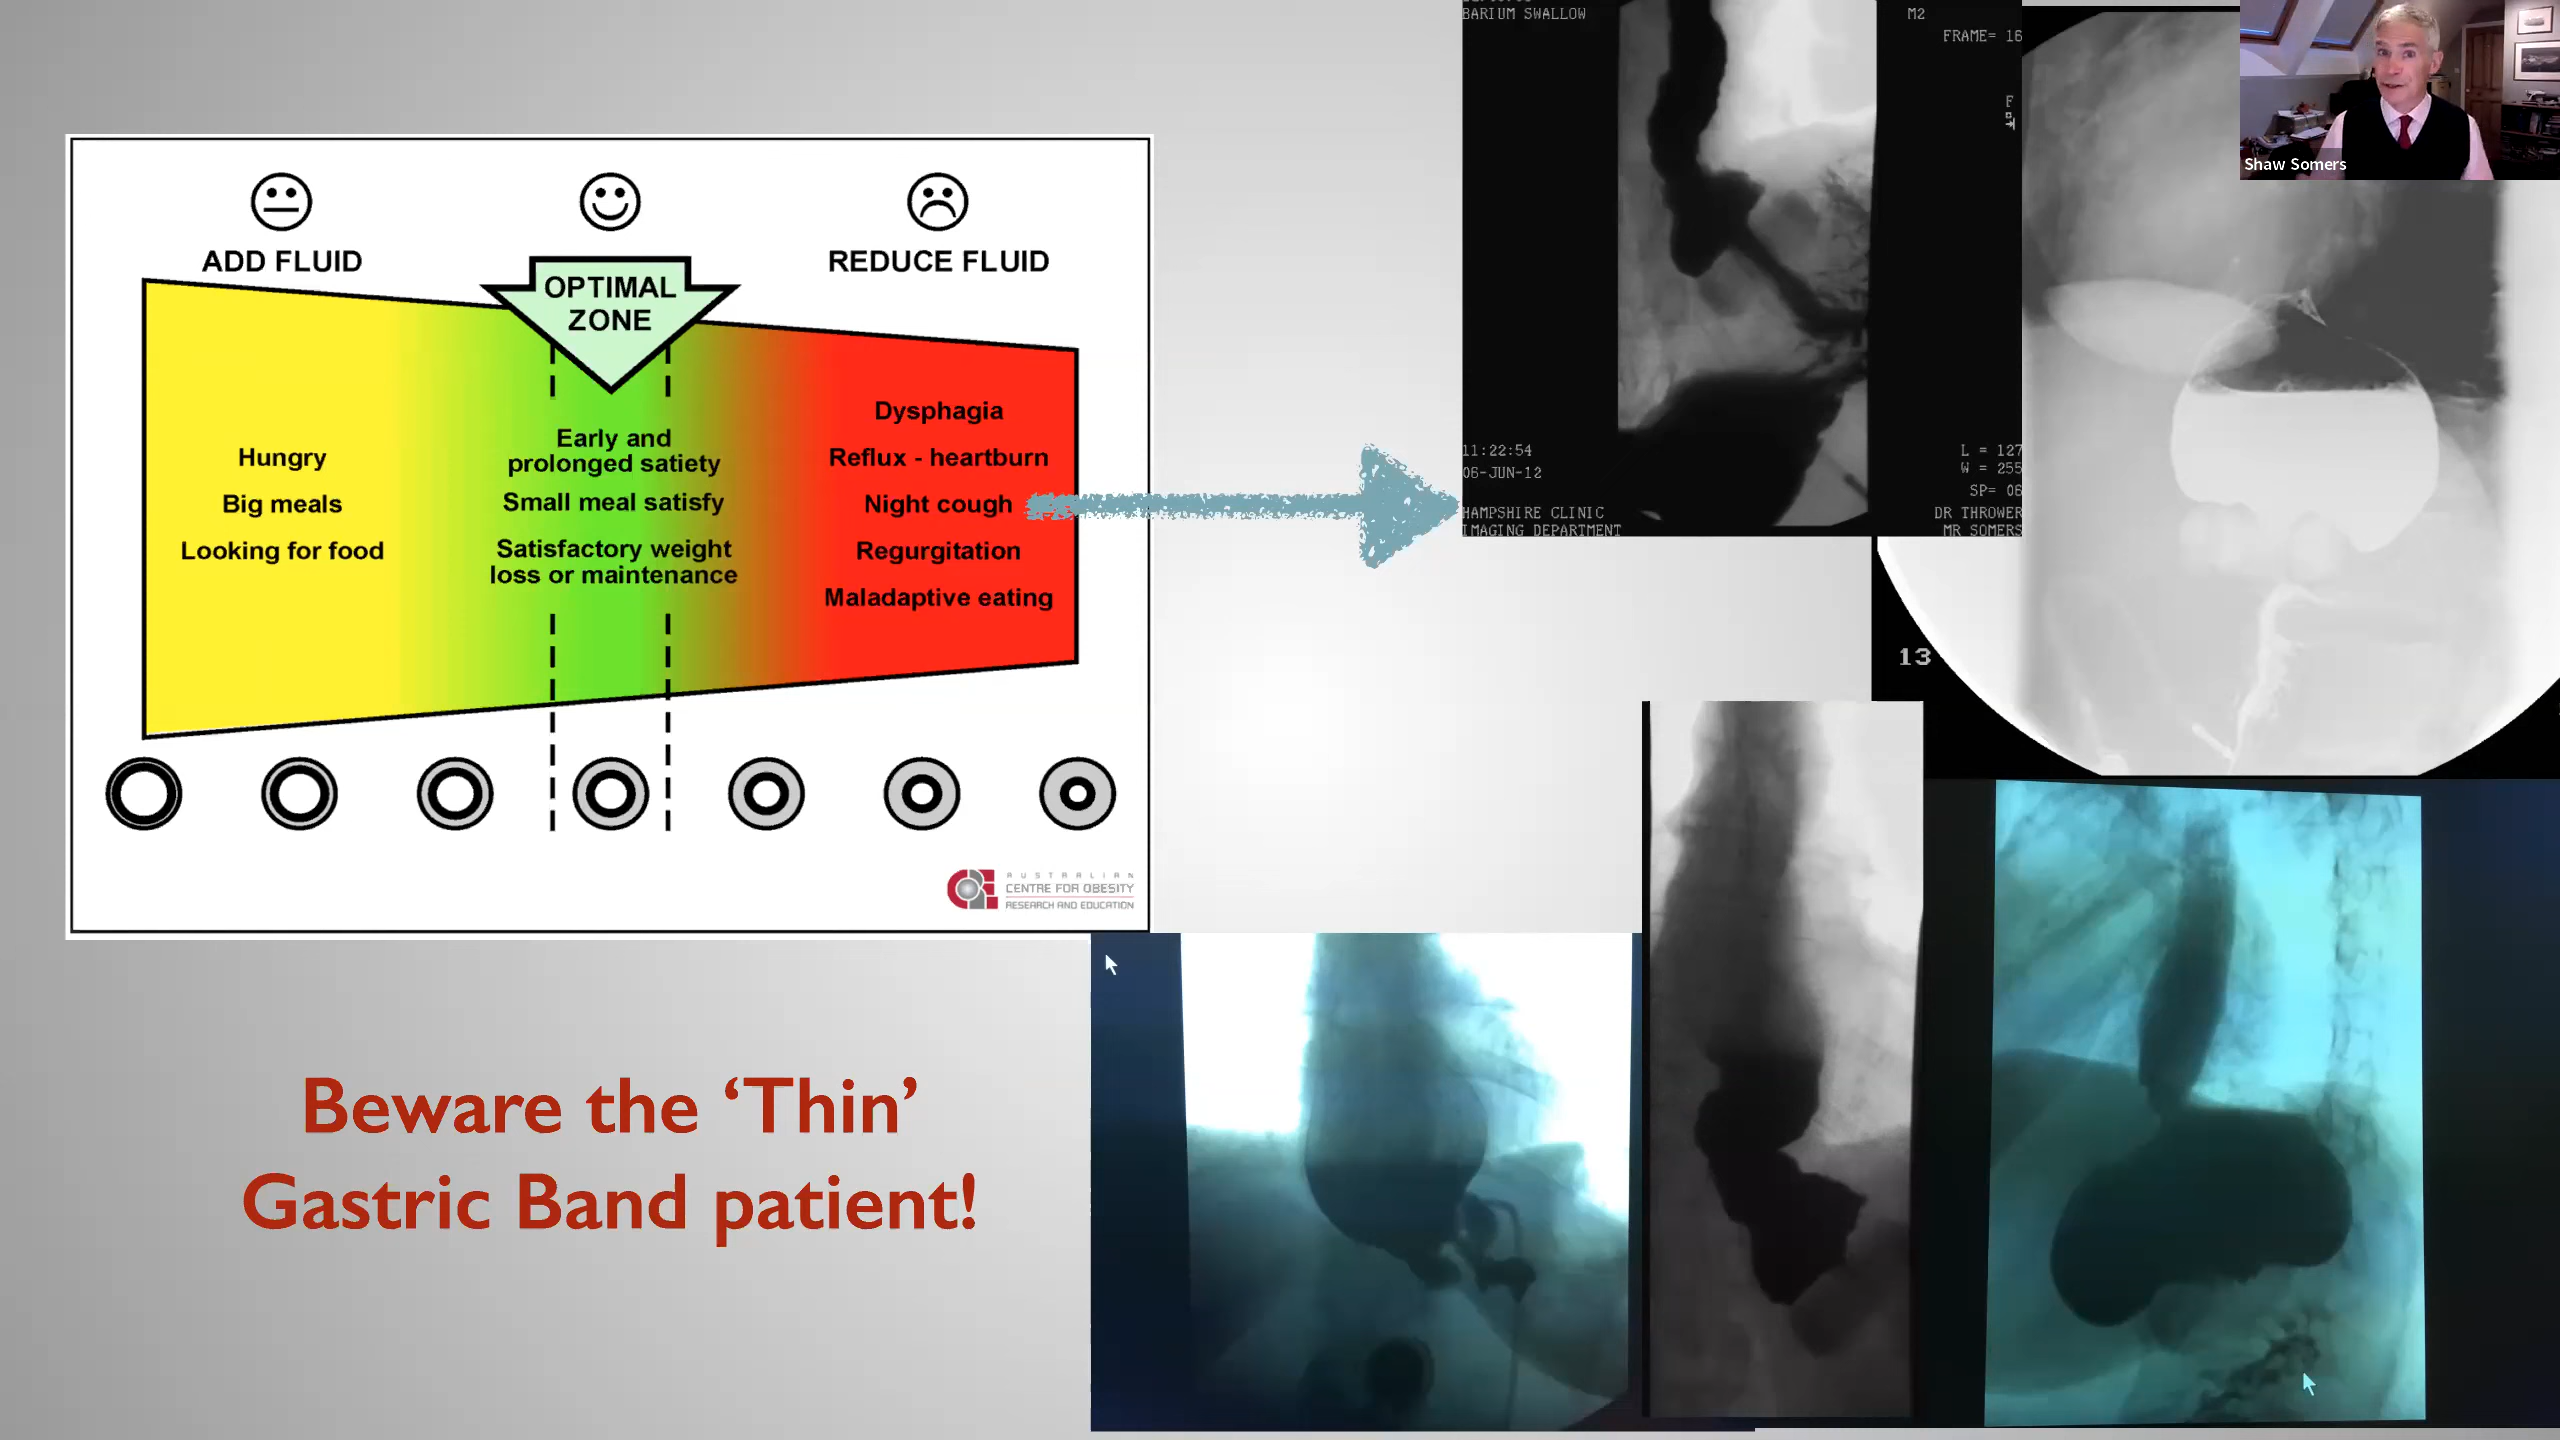 ADD FLUID
OPTIMAL
ZONE
REDUCE FLUID
Hungry
Big meals
Looking for food
Early and
prolonged satiety
Small meal satisfy
Satisfactory weight
loss or maintenance
Dysphagia
Reflux - heartburn
Night cough
Regurgitation
Maladaptive eating
AUSTRALIAN
CENTRE FOR OBESITY
RESEARCH AND EDUCATION
Beware the ‘Thin’
Gastric Band patient!
BARIUM SWALLOW
M2
FRAME= 16
F
11:22:54
06-JUN-12
HAMPSHIRE CLINIC
IMAGING DEPARTMENT
L = 127
W = 255
SP= 06
DR THROWER
MR SOMERS
13
Shaw Somers